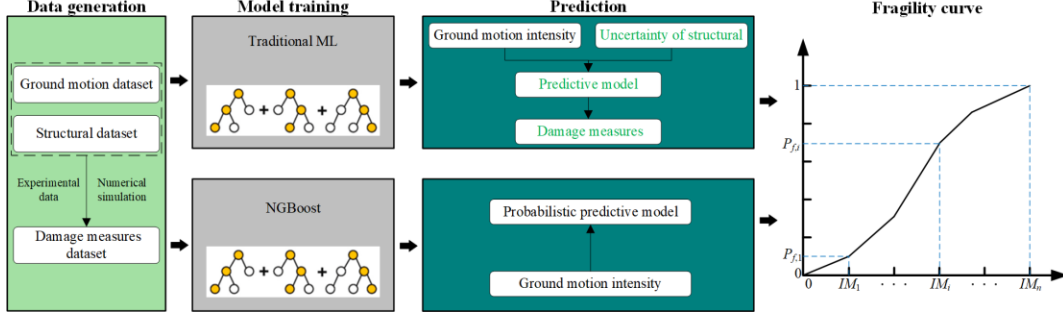 Data generation
Ground motion dataset
Structural dataset
Experimental
data
Numerical
simulation
Damage measures
dataset
Model training
Traditional ML
+ +
NGBoost
+ +
Prediction
Ground motion intensity
Uncertainty of structural
Predictive model
Damage measures
Probabilistic predictive model
Ground motion intensity
Fragility curve
1
P_{f,i}
P_{f,1}
0
0 IM_1 · · · IM_i · · · IM_n